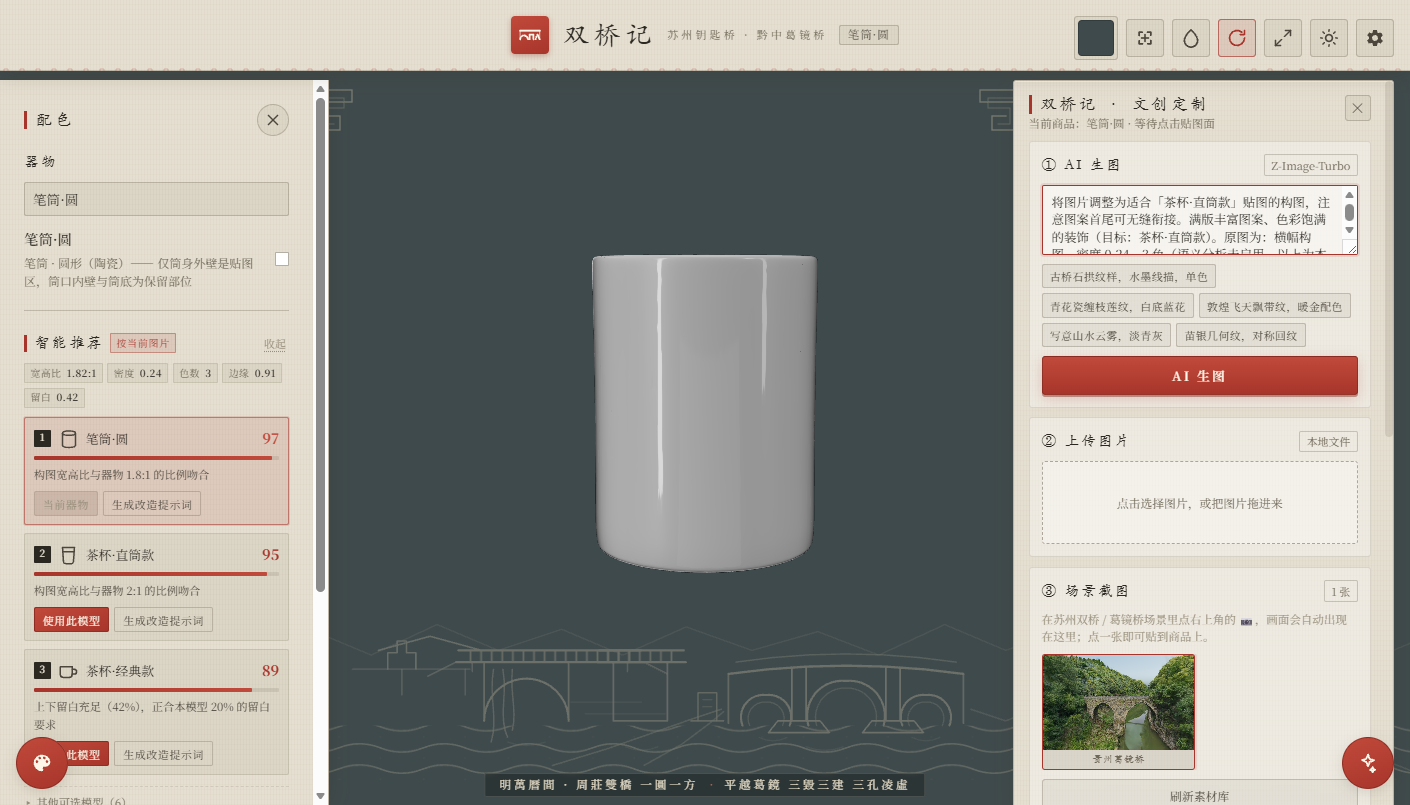 双桥记
苏州钥匙桥 · 黔中葛镜桥
笔筒·圆
配色
器物
笔筒·圆
笔筒·圆
笔筒 · 圆形（陶瓷）—— 仅筒身外壁是贴图
区，筒口内壁与筒底为保留部位
智能推荐
按当前图片
收起
宽高比 1.82:1
密度 0.24
色数 3
边缘 0.91
留白 0.42
1 笔筒·圆 97
构图宽高比与器物 1.8:1 的比例吻合
当前器物
生成改造提示词
2 茶杯·直筒款 95
构图宽高比与器物 2:1 的比例吻合
使用此模型
生成改造提示词
3 茶杯·经典款 89
上下留白充足（42%），正合本模型 20% 的留白
要求
此模型
生成改造提示词
其他可选模型（6）
明萬曆間 · 周莊雙橋 一圓一方 · 平越葛鏡 三毀三建 三孔凌虛
双桥记 · 文创定制
当前商品：笔筒·圆 · 等待点击贴图面
① AI 生图
Z-Image-Turbo
将图片调整为适合「茶杯·直筒款」贴图的构图，注
意图案首尾可无缝衔接。满版丰富图案、色彩饱满
的装饰（目标：茶杯·直筒款）。原图为：横幅构
图，密度 0.24，3 色（语义分析未启用，以上为本
古桥石拱纹样，水墨线描，单色
青花瓷缠枝莲纹，白底蓝花
敦煌飞天飘带纹，暖金配色
写意山水云雾，淡青灰
苗银几何纹，对称回纹
AI 生图
② 上传图片
本地文件
点击选择图片，或把图片拖进来
③ 场景截图
1 张
在苏州双桥 / 葛镜桥场景里点右上角的 📷，画面会自动出现
在这里；点一张即可贴到商品上。
贵州葛镜桥
刷新素材库